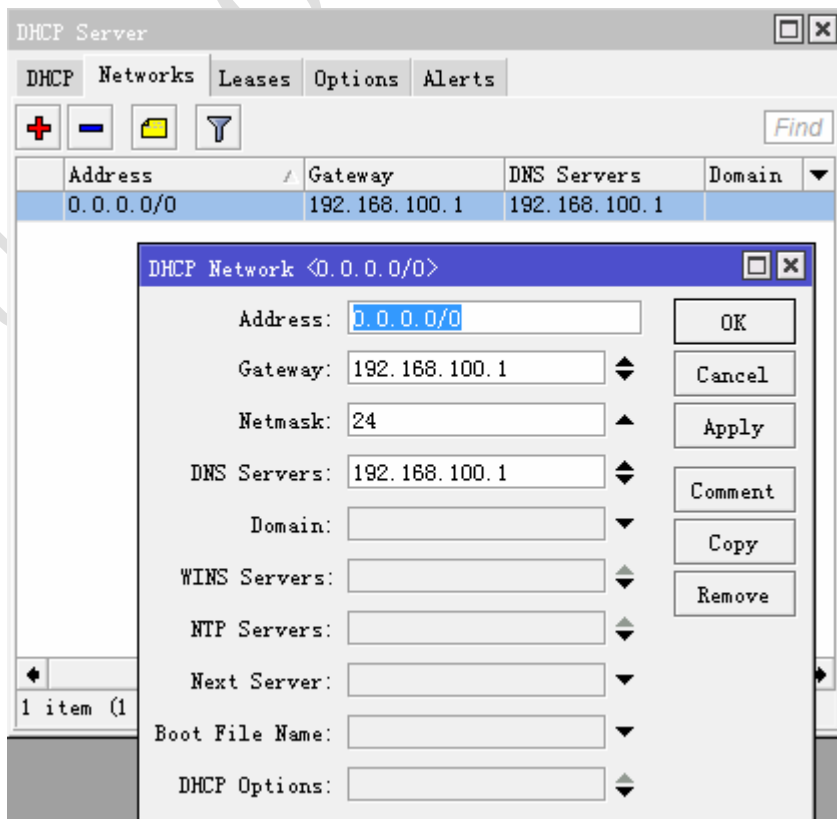 DHCP Server
DHCP Networks Leases Options Alerts
Find
Address Gateway DNS Servers Domain
0.0.0.0/0 192.168.100.1 192.168.100.1
DHCP Network <0.0.0.0/0>
Address: 0.0.0.0/0 OK
Gateway: 192.168.100.1 Cancel
Netmask: 24 Apply
DNS Servers: 192.168.100.1
Comment
Domain:
Copy
WINS Servers:
Remove
NTP Servers:
Next Server:
1 item (1
Boot File Name:
DHCP Options: